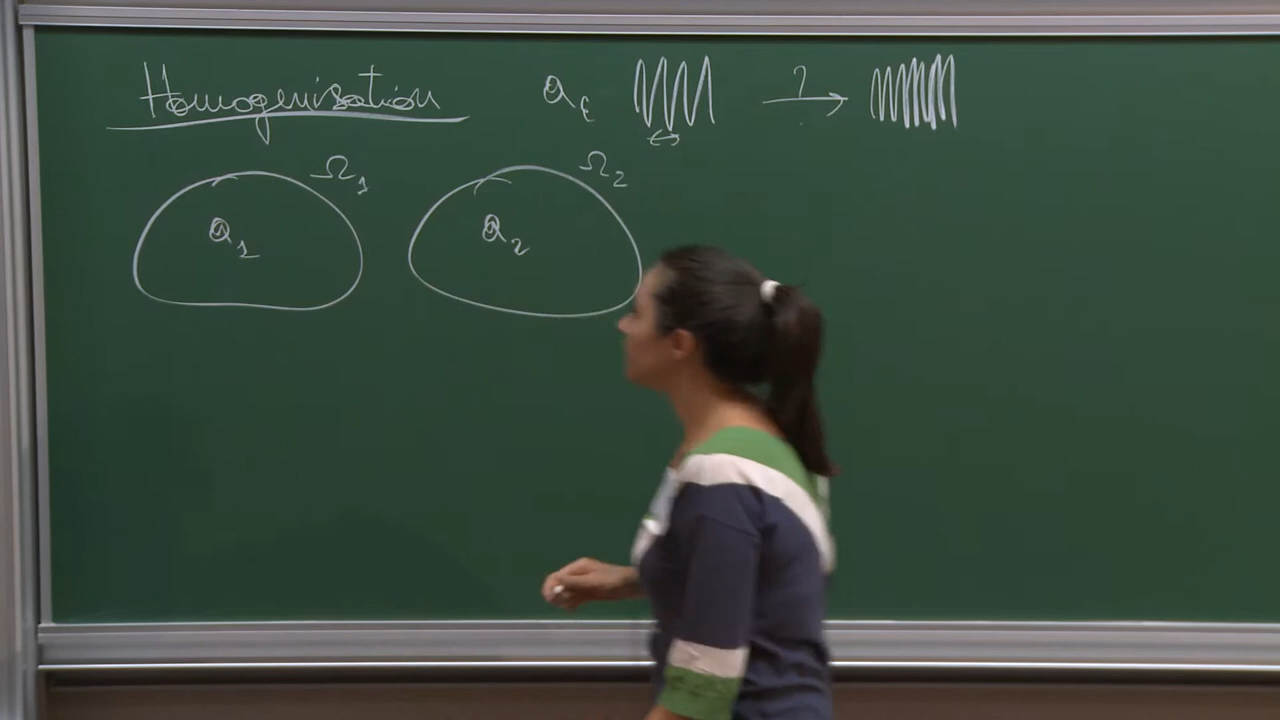 Homogenisation a_ε ?
Ω_1 Ω_2
a_1 a_2